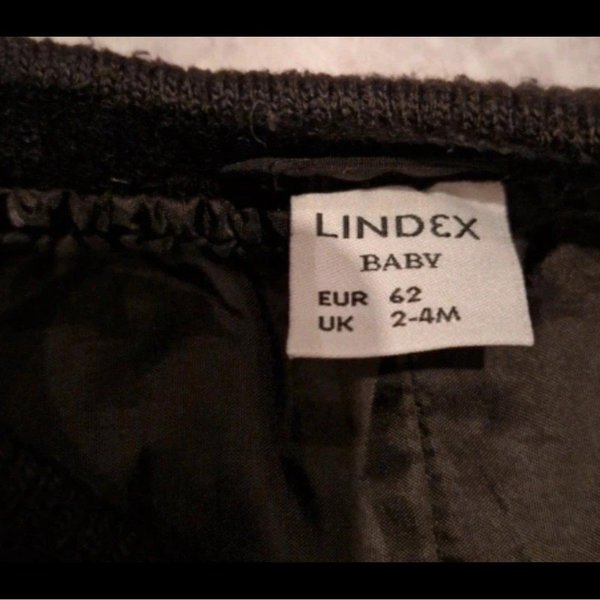 LINDEX
BABY
EUR 62
UK 2-4M